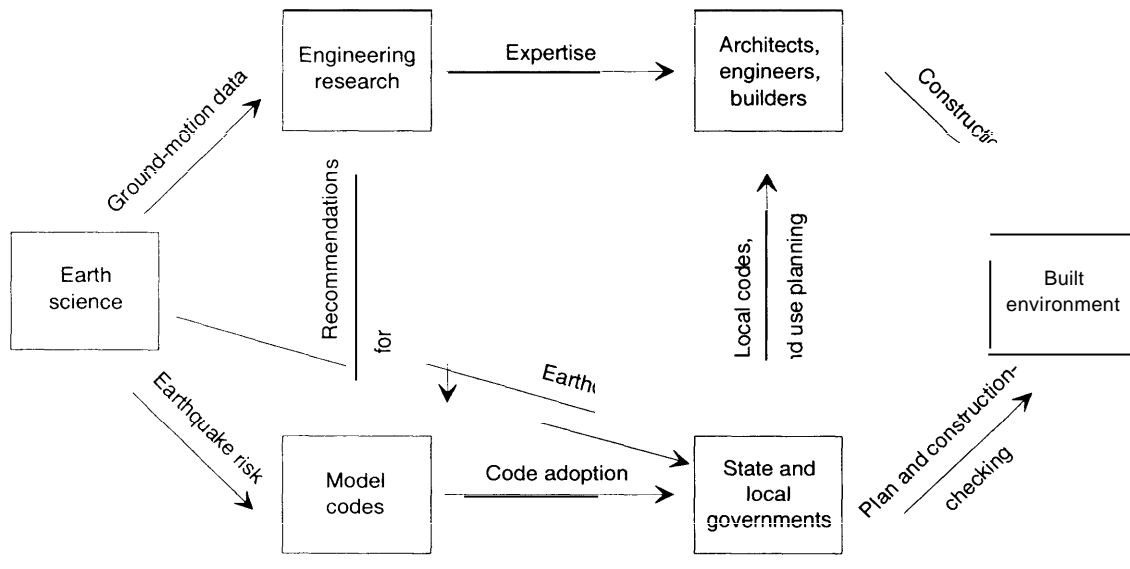 Engineering
research
Expertise
Architects,
engineers,
builders
Ground-motion data
Recommendations
for
Local codes,
use planning
Earth
science
Built
environment
Earthquake risk
Model
codes
Code adoption
State and
local
governments
Plan and construction-
checking